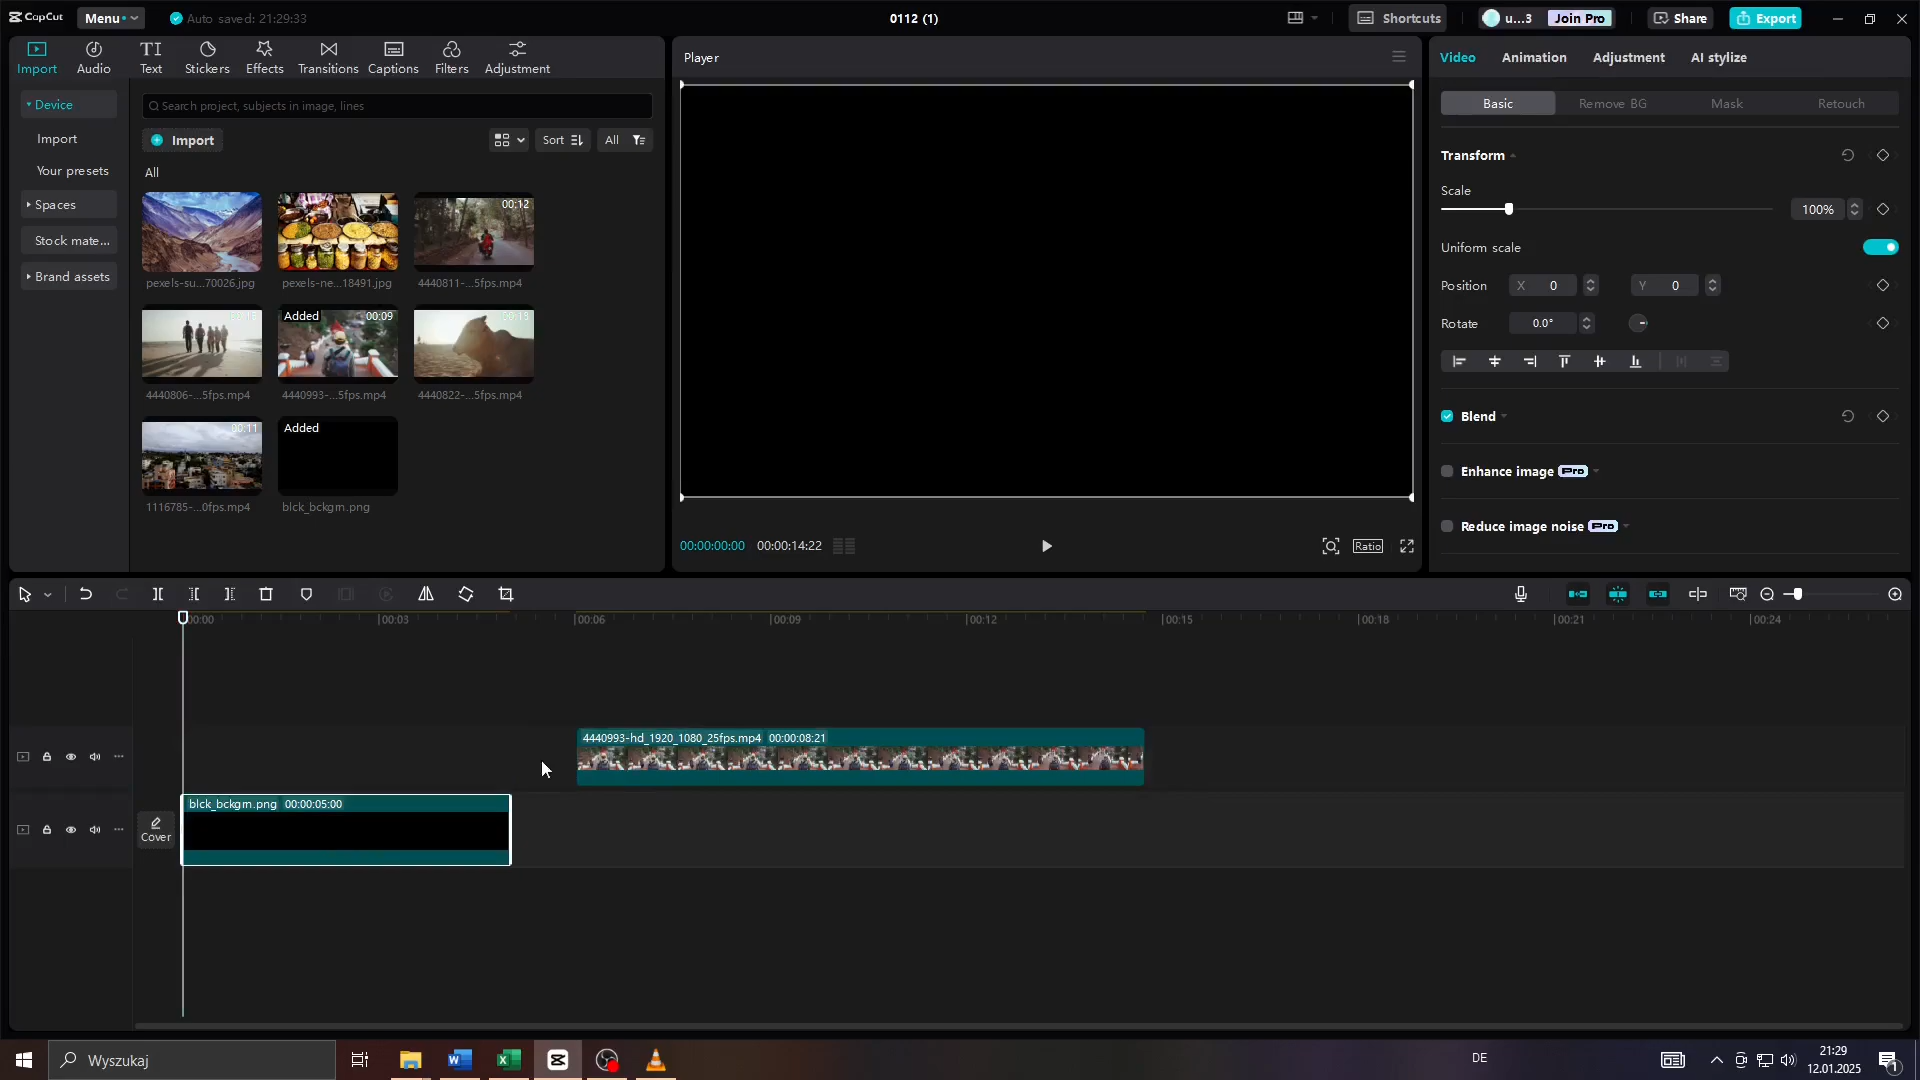 CapCut
Menu
Auto saved: 21:29:33
0112 (1)
Shortcuts
u...3
Join Pro
Share
Export
Import
Audio
Text
Stickers
Effects
Transitions
Captions
Filters
Adjustment
Device
Import
Your presets
Spaces
Stock mate...
Brand assets
Search project, subjects in image, lines
Import
Sort
All
All
pexels-su...70026.jpg
pexels-ne...18491.jpg
00:12
4440811-...5fps.mp4
4440806-...5fps.mp4
Added
00:09
4440993-...5fps.mp4
4440822-...5fps.mp4
00:11
1116785-...0fps.mp4
Added
blck_bckgrn.png
Player
00:00:00:00
00:00:14:22
Ratio
Video
Animation
Adjustment
AI stylize
Basic
Remove BG
Mask
Retouch
Transform
Scale
100%
Uniform scale
Position
X
0
Y
0
Rotate
0.0°
Blend
Enhance image
Pro
Reduce image noise
Pro
00:00
00:03
00:06
00:09
00:12
00:15
00:18
00:21
00:24
4440993-hd_1920_1080_25fps.mp4
00:00:08:21
Cover
blck_bckgrn.png
00:00:05:00
Wyszukaj
DE
21:29
12.01.2025
1